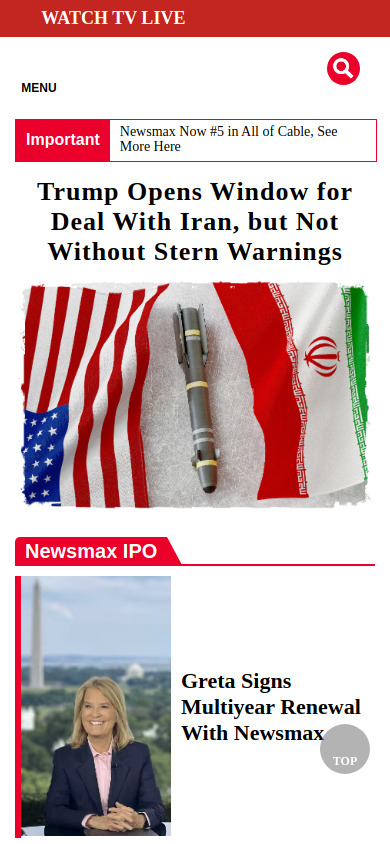 WATCH TV LIVE
MENU
Important
Newsmax Now #5 in All of Cable, See
More Here
Trump Opens Window for
Deal With Iran, but Not
Without Stern Warnings
Newsmax IPO
Greta Signs
Multiyear Renewal
With Newsmax
TOP